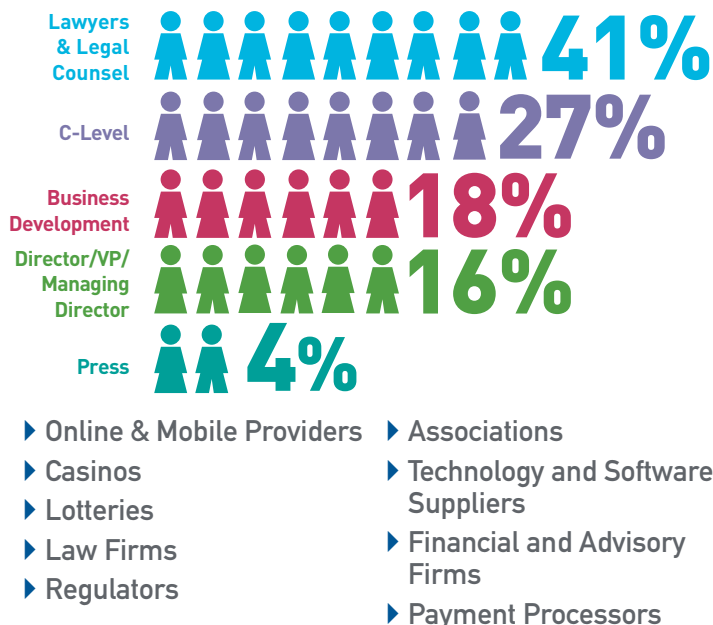 Lawyers
& Legal
Counsel
41%
C-Level
27%
Business
Development
18%
Director/VP/
Managing
Director
16%
Press
4%
Online & Mobile Providers
Casinos
Lotteries
Law Firms
Regulators
Associations
Technology and Software
Suppliers
Financial and Advisory
Firms
Payment Processors